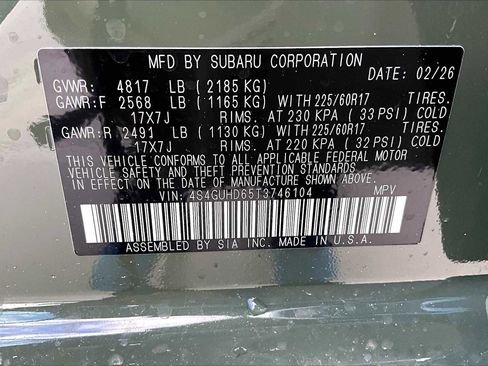 MFD BY SUBARU CORPORATION
DATE: 02/26
GVWR: 4817 LB (2185 KG)
GAWR:F 2568 LB (1165 KG) WITH 225/60R17 TIRES.
17X7J RIMS. AT 230 KPA (33 PSI) COLD
GAWR:R 2491 LB (1130 KG) WITH 225/60R17 TIRES.
17X7J RIMS. AT 220 KPA (32 PSI) COLD
THIS VEHICLE CONFORMS TO ALL APPLICABLE FEDERAL MOTOR
VEHICLE SAFETY AND THEFT PREVENTION STANDARDS
IN EFFECT ON THE DATE OF MANUFACTURE SHOWN ABOVE.
VIN: 4S4GUHD65T3746104 MPV
ASSEMBLED BY SIA INC. MADE IN U.S.A.